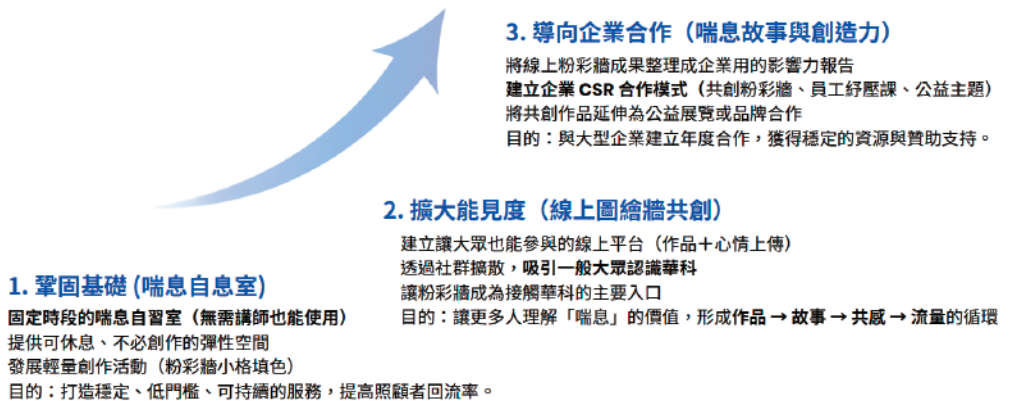 3. 導向企業合作（喘息故事與創造力）
將線上粉彩牆成果整理成企業用的影響力報告
建立企業 CSR 合作模式（共創粉彩牆、員工紓壓課、公益主題）
將共創作品延伸為公益展覽或品牌合作
目的：與大型企業建立年度合作，獲得穩定的資源與贊助支持。
2. 擴大能見度（線上圖繪牆共創）
建立讓大眾也能參與的線上平台（作品＋心情上傳）
透過社群擴散，吸引一般大眾認識華科
讓粉彩牆成為接觸華科的主要入口
目的：讓更多人理解「喘息」的價值，形成作品 → 故事 → 共感 → 流量的循環
1. 鞏固基礎 (喘息自息室)
固定時段的喘息自習室（無需講師也能使用）
提供可休息、不必創作的彈性空間
發展輕量創作活動（粉彩牆小格填色）
目的：打造穩定、低門檻、可持續的服務，提高照顧者回流率。